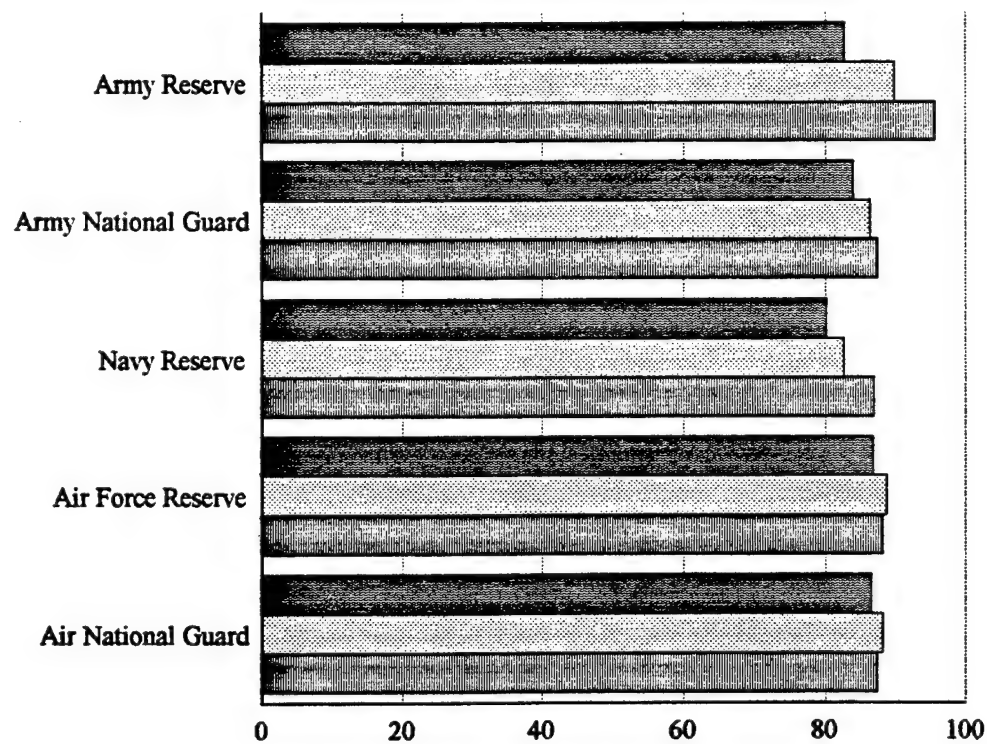 Army Reserve
Army National Guard
Navy Reserve
Air Force Reserve
Air National Guard
0 20 40 60 80 100